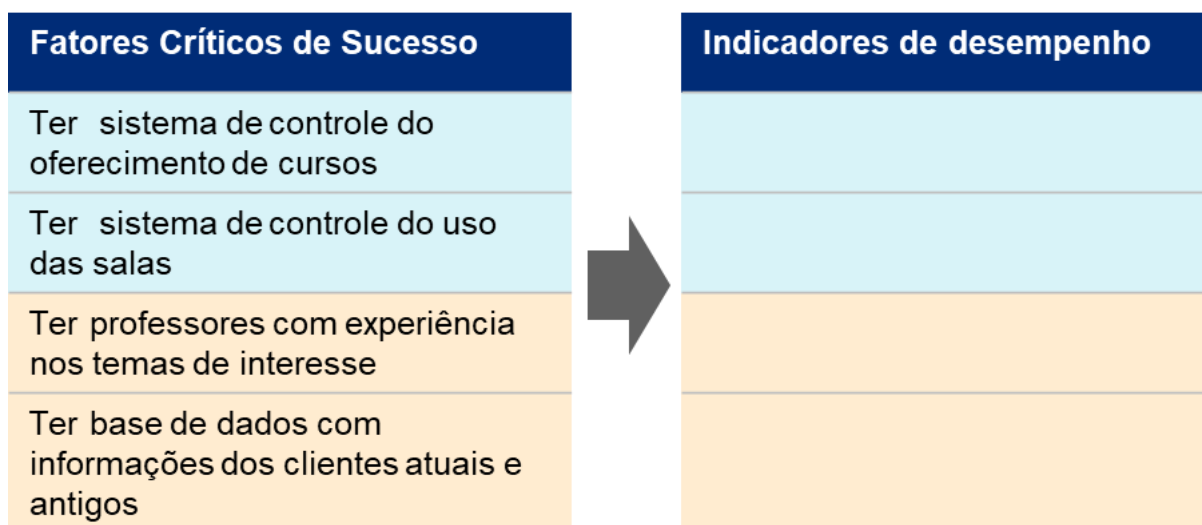 Fatores Críticos de Sucesso
Indicadores de desempenho
Ter sistema de controle do
oferecimento de cursos
Ter sistema de controle do uso
das salas
Ter professores com experiência
nos temas de interesse
Ter base de dados com
informações dos clientes atuais e
antigos